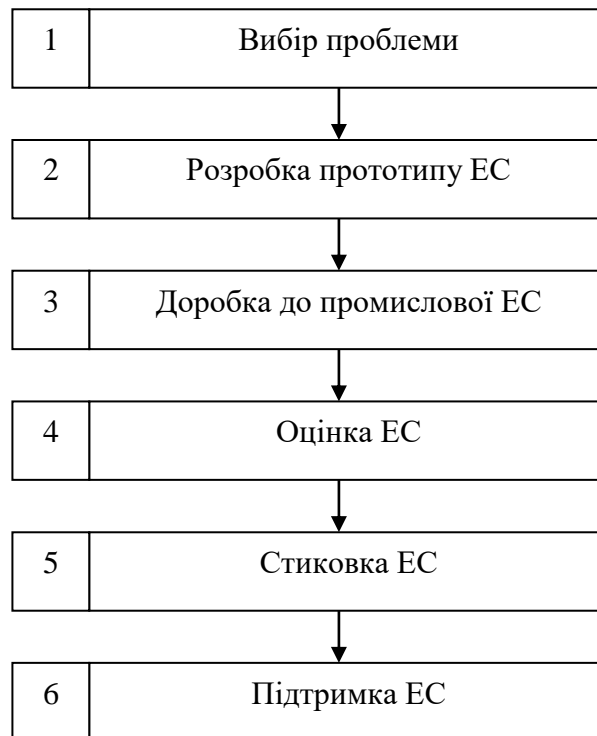 1 Вибір проблеми
2 Розробка прототипу ЕС
3 Доробка до промислової ЕС
4 Оцінка ЕС
5 Стиковка ЕС
6 Підтримка ЕС